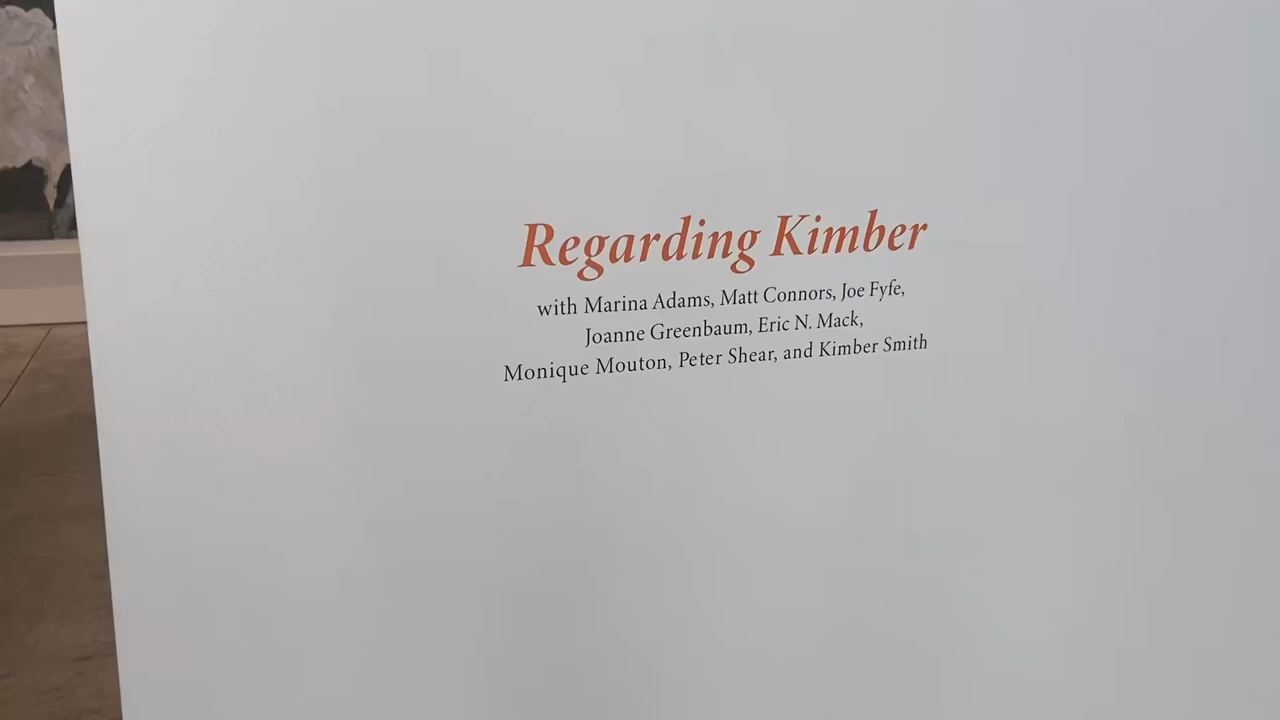 Regarding Kimber
with Marina Adams, Matt Connors, Joe Fyfe,
Joanne Greenbaum, Eric N. Mack,
Monique Mouton, Peter Shear, and Kimber Smith